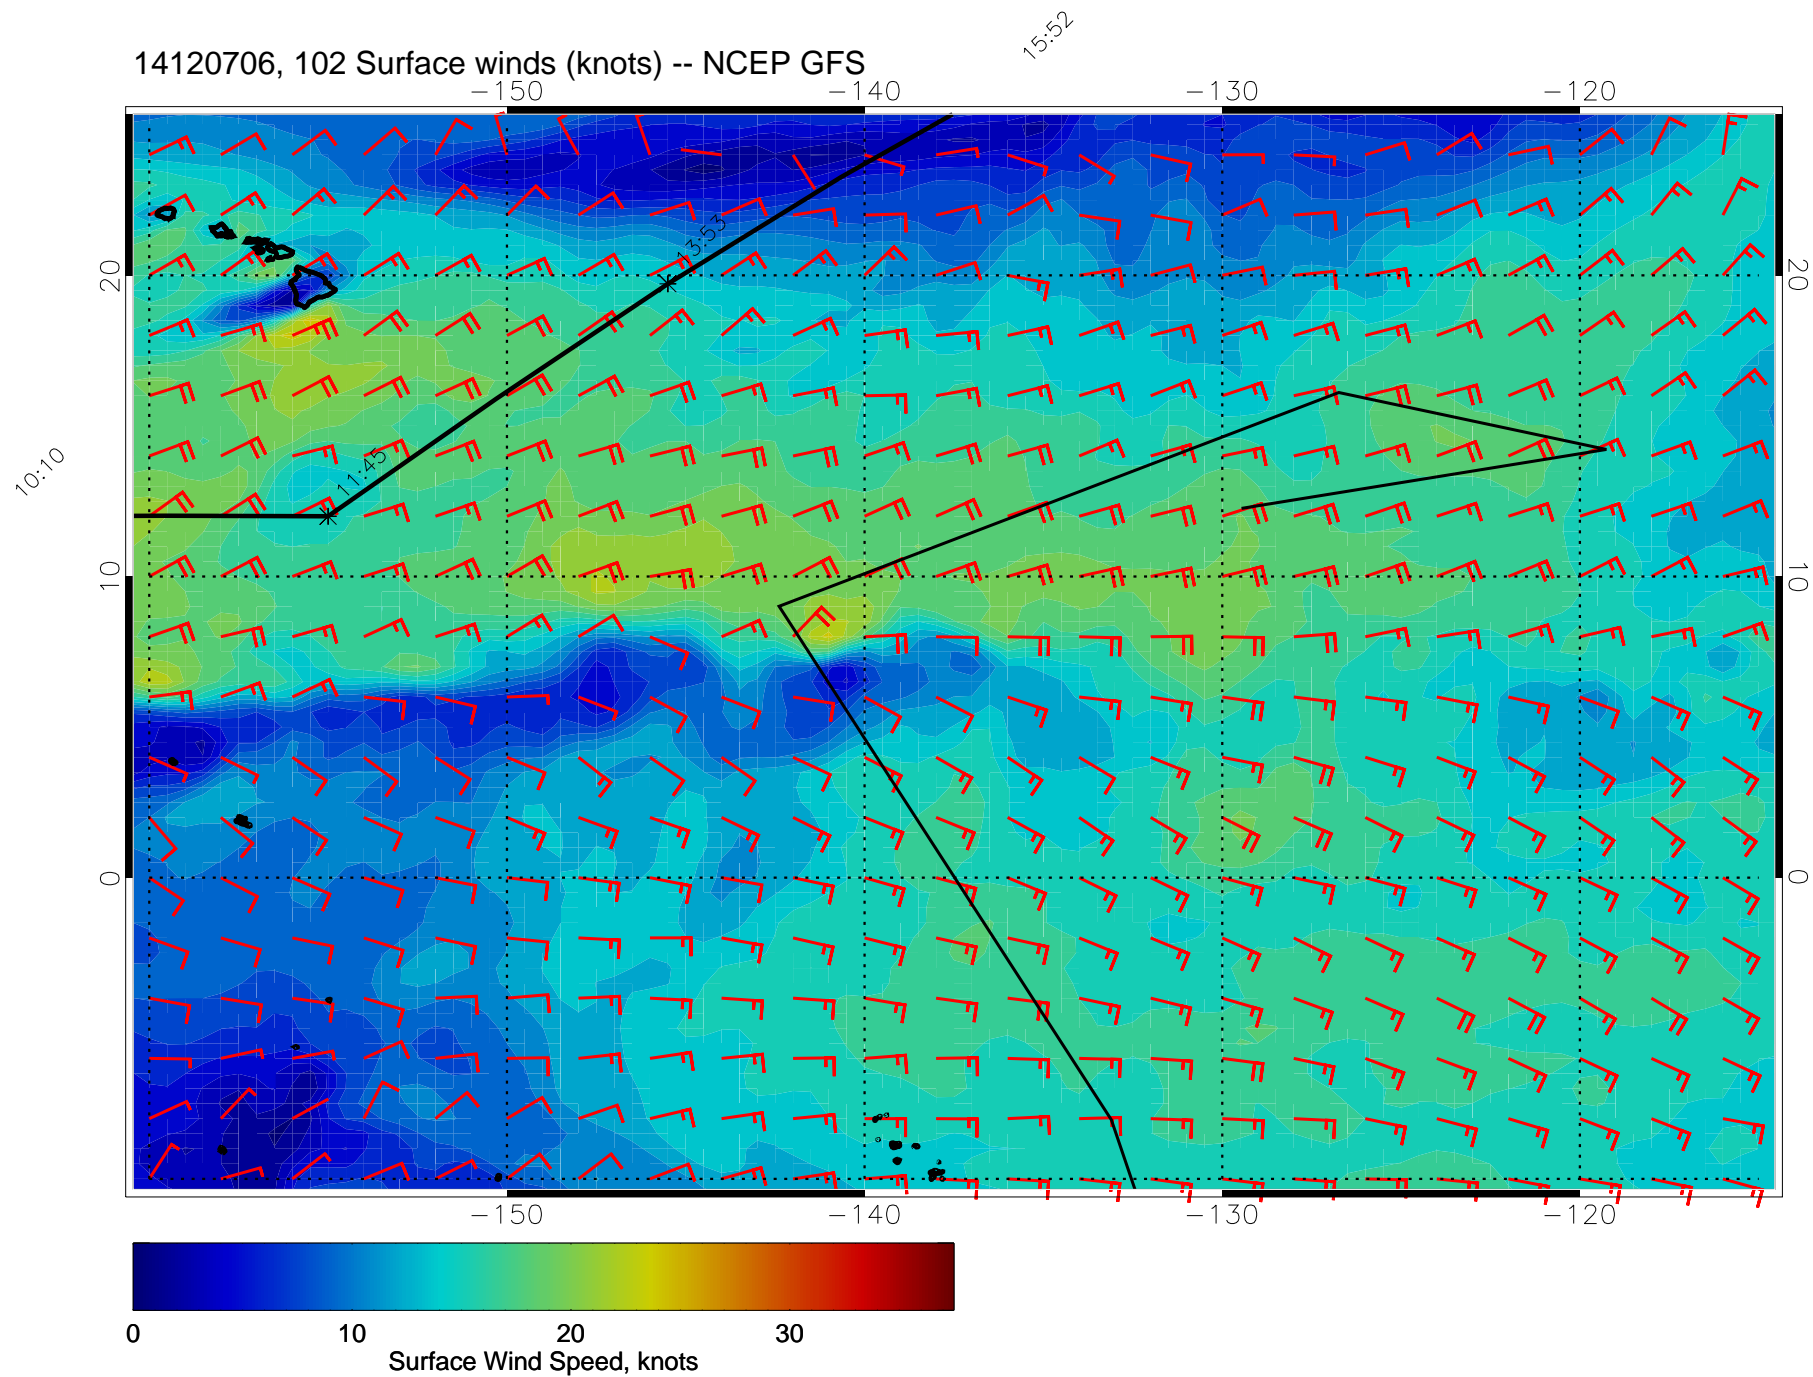 15:52
14120706, 102 Surface winds (knots) -- NCEP GFS
−150 −140 −130 −120
13:53
20 20
11:45
10:10
10 10
0 0
−150 −140 −130 −120
0 10 20 30
Surface Wind Speed, knots